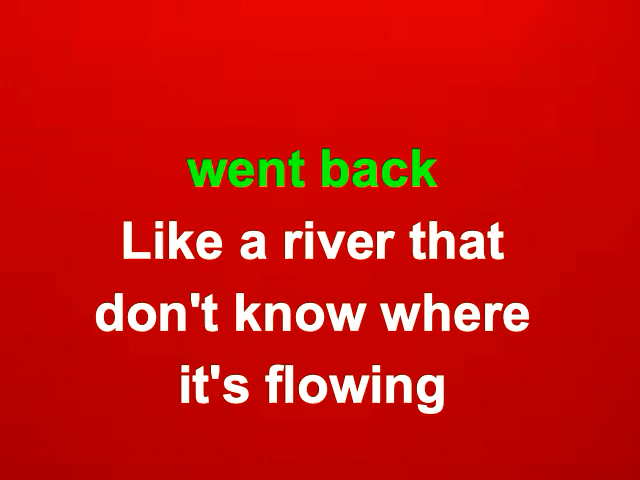 went back
Like a river that
don't know where
it's flowing